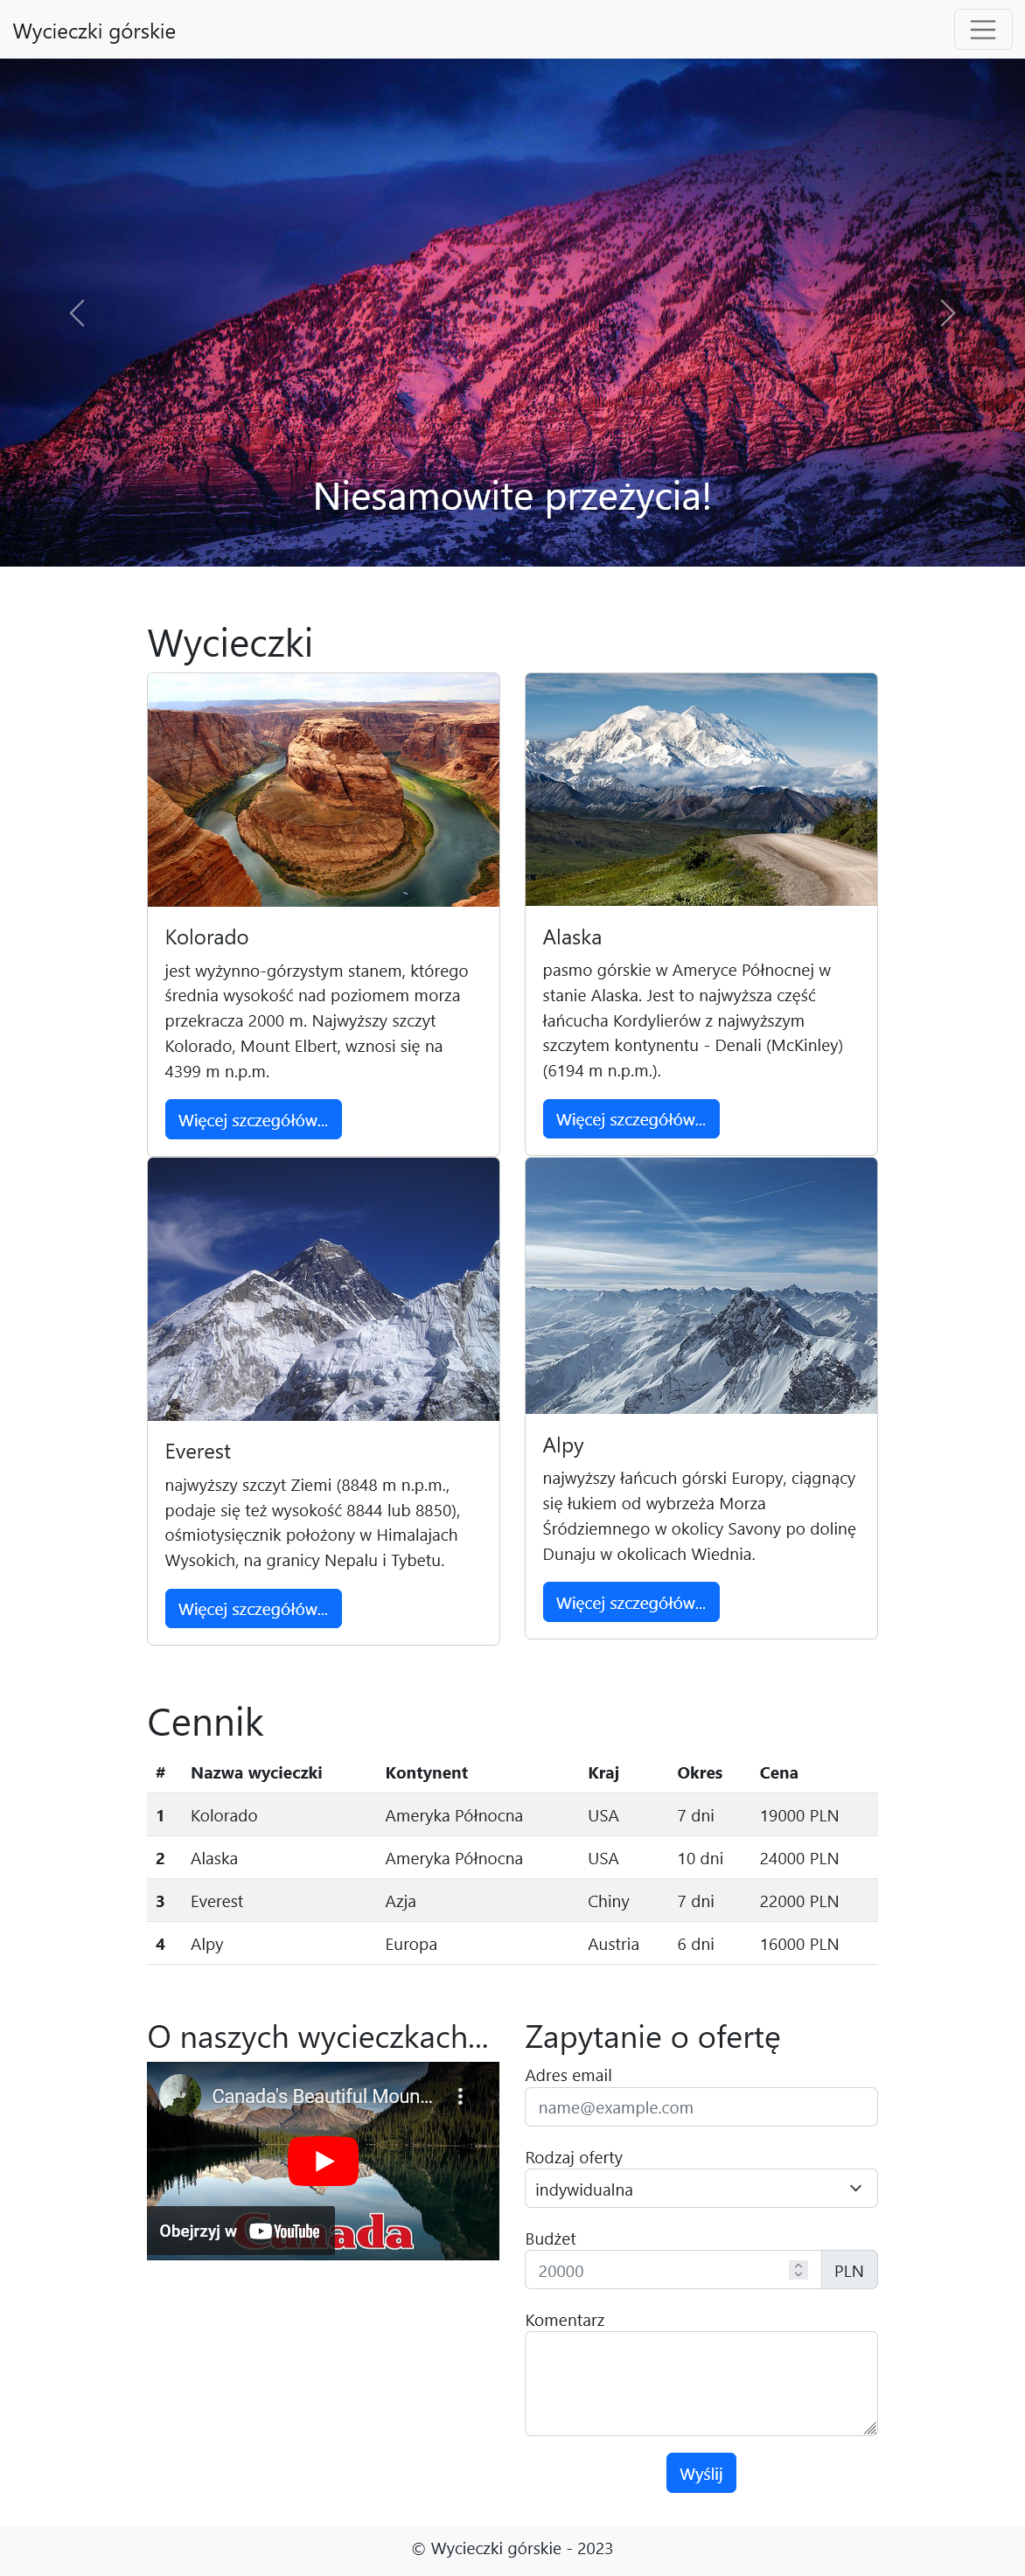 Wycieczki górskie
Niesamowite przeżycia!
Wycieczki
Kolorado
jest wyżynno-górzystym stanem, którego
średnia wysokość nad poziomem morza
przekracza 2000 m. Najwyższy szczyt
Kolorado, Mount Elbert, wznosi się na
4399 m n.p.m.
Więcej szczegółów...
Alaska
pasmo górskie w Ameryce Północnej w
stanie Alaska. Jest to najwyższa część
łańcucha Kordylierów z najwyższym
szczytem kontynentu - Denali (McKinley)
(6194 m n.p.m.).
Więcej szczegółów...
Everest
najwyższy szczyt Ziemi (8848 m n.p.m.,
podaje się też wysokość 8844 lub 8850),
ośmiotysięcznik położony w Himalajach
Wysokich, na granicy Nepalu i Tybetu.
Więcej szczegółów...
Alpy
najwyższy łańcuch górski Europy, ciągnący
się łukiem od wybrzeża Morza
Śródziemnego w okolicy Savony po dolinę
Dunaju w okolicach Wiednia.
Więcej szczegółów...
Cennik
# Nazwa wycieczki Kontynent Kraj Okres Cena
1 Kolorado Ameryka Północna USA 7 dni 19000 PLN
2 Alaska Ameryka Północna USA 10 dni 24000 PLN
3 Everest Azja Chiny 7 dni 22000 PLN
4 Alpy Europa Austria 6 dni 16000 PLN
O naszych wycieczkach...
Canada's Beautiful Moun...
Obejrzyj w YouTube
Canada
Zapytanie o ofertę
Adres email
name@example.com
Rodzaj oferty
indywidualna
Budżet
20000 PLN
Komentarz
Wyślij
© Wycieczki górskie - 2023